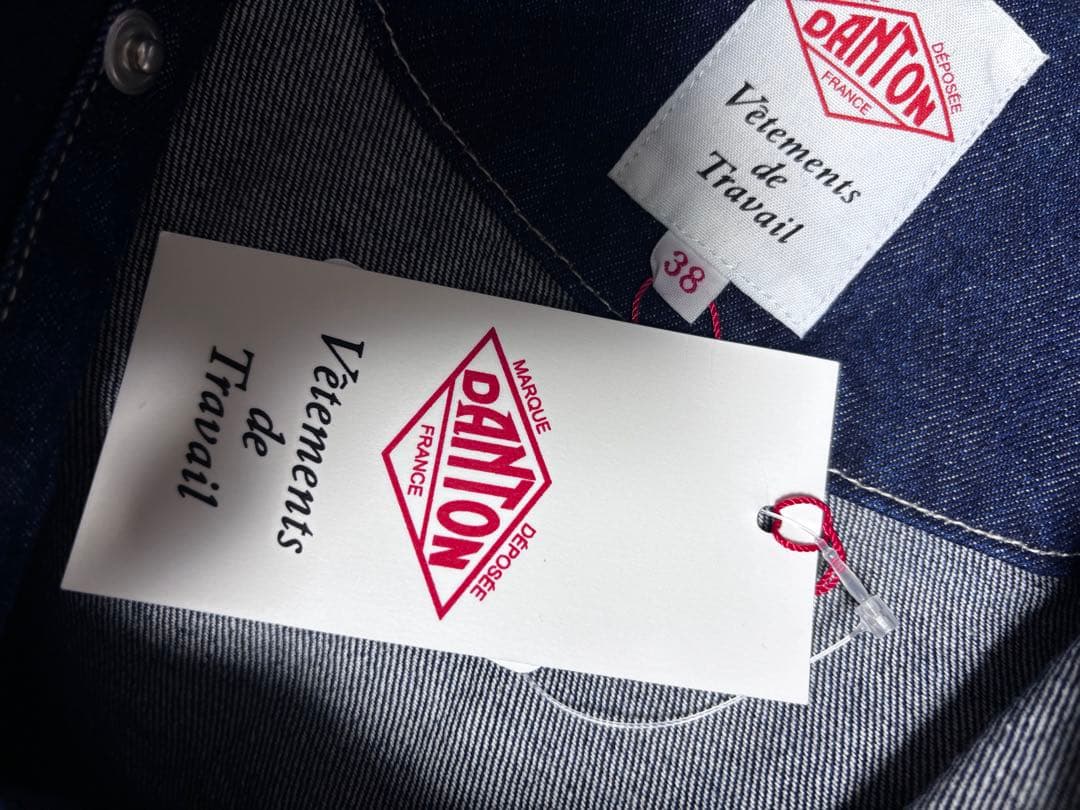 DANTON
DÉPOSÉE
FRANCE
Vêtements
de
Travail
38
MARQUE
DANTON
FRANCE
DÉPOSÉE
Vêtements
de
Travail